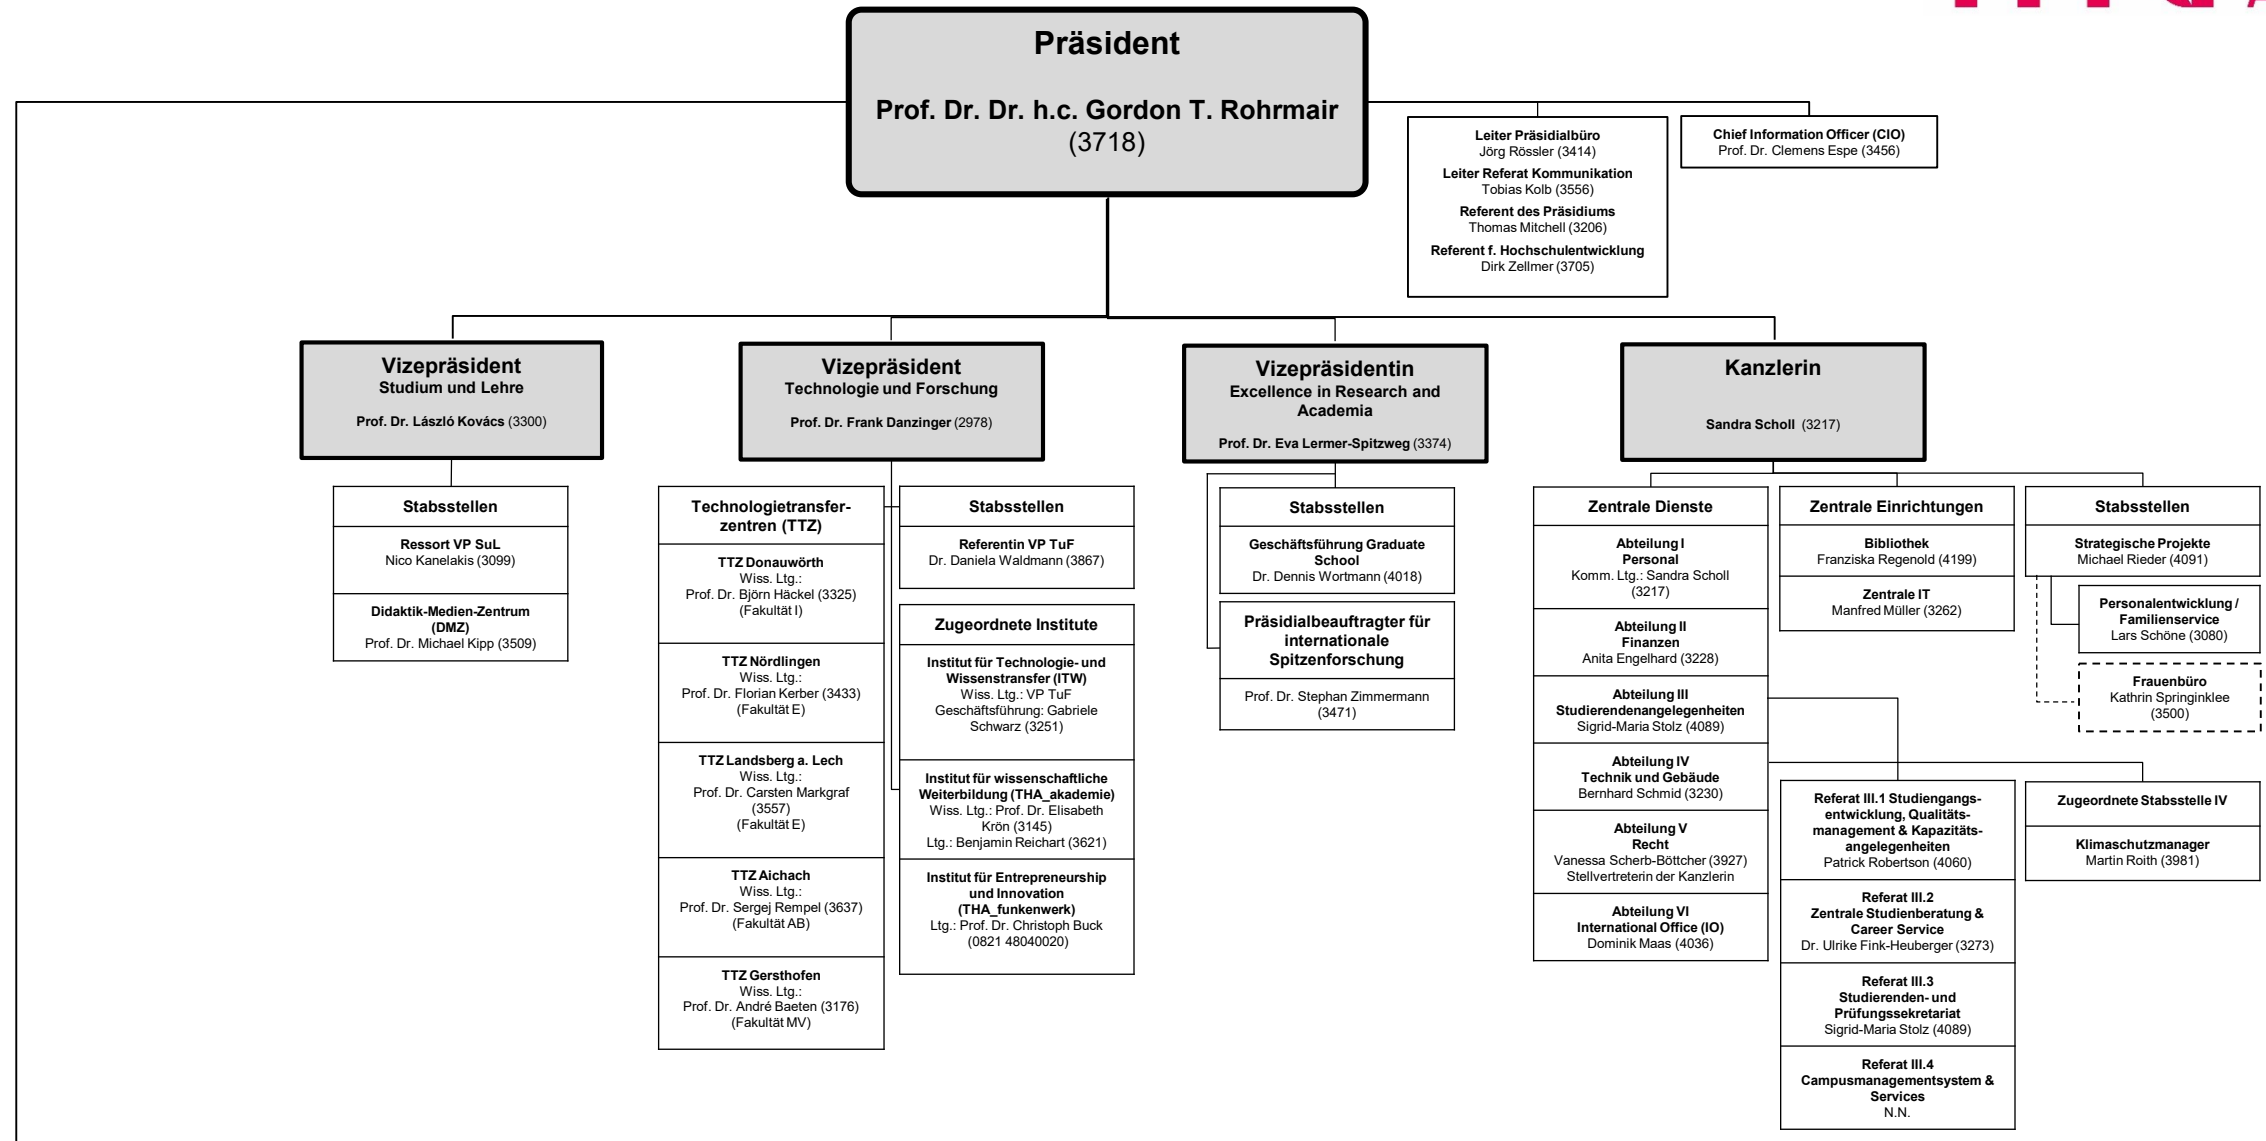 Präsident
Prof. Dr. Dr. h.c. Gordon T. Rohrmair
(3718)
Leiter Präsidialbüro
Jörg Rössler (3414)
Leiter Referat Kommunikation
Tobias Kolb (3556)
Referent des Präsidiums
Thomas Mitchell (3206)
Referent f. Hochschulentwicklung
Dirk Zellmer (3705)
Chief Information Officer (CIO)
Prof. Dr. Clemens Espe (3456)
Vizepräsident
Studium und Lehre
Prof. Dr. László Kovács (3300)
Vizepräsident
Technologie und Forschung
Prof. Dr. Frank Danzinger (2978)
Vizepräsidentin
Excellence in Research and
Academia
Prof. Dr. Eva Lermer-Spitzweg (3374)
Kanzlerin
Sandra Scholl (3217)
Stabsstellen
Ressort VP SuL
Nico Kanelakis (3099)
Didaktik-Medien-Zentrum
(DMZ)
Prof. Dr. Michael Kipp (3509)
Technologietransfer-
zentren (TTZ)
TTZ Donauwörth
Wiss. Ltg.:
Prof. Dr. Björn Häckel (3325)
(Fakultät I)
TTZ Nördlingen
Wiss. Ltg.:
Prof. Dr. Florian Kerber (3433)
(Fakultät E)
TTZ Landsberg a. Lech
Wiss. Ltg.:
Prof. Dr. Carsten Markgraf
(3557)
(Fakultät E)
TTZ Aichach
Wiss. Ltg.:
Prof. Dr. Sergej Rempel (3637)
(Fakultät AB)
TTZ Gersthofen
Wiss. Ltg.:
Prof. Dr. André Baeten (3176)
(Fakultät MV)
Stabsstellen
Referentin VP TuF
Dr. Daniela Waldmann (3867)
Zugeordnete Institute
Institut für Technologie- und
Wissenstransfer (ITW)
Wiss. Ltg.: VP TuF
Geschäftsführung: Gabriele
Schwarz (3251)
Institut für wissenschaftliche
Weiterbildung (THA_akademie)
Wiss. Ltg.: Prof. Dr. Elisabeth
Krön (3145)
Ltg.: Benjamin Reichart (3621)
Institut für Entrepreneurship
und Innovation
(THA_funkenwerk)
Ltg.: Prof. Dr. Christoph Buck
(0821 48040020)
Stabsstellen
Geschäftsführung Graduate
School
Dr. Dennis Wortmann (4018)
Präsidialbeauftragter für
internationale
Spitzenforschung
Prof. Dr. Stephan Zimmermann
(3471)
Zentrale Dienste
Abteilung I
Personal
Komm. Ltg.: Sandra Scholl
(3217)
Abteilung II
Finanzen
Anita Engelhard (3228)
Abteilung III
Studierendenangelegenheiten
Sigrid-Maria Stolz (4089)
Abteilung IV
Technik und Gebäude
Bernhard Schmid (3230)
Abteilung V
Recht
Vanessa Scherb-Böttcher (3927)
Stellvertreterin der Kanzlerin
Abteilung VI
International Office (IO)
Dominik Maas (4036)
Zentrale Einrichtungen
Bibliothek
Franziska Regenold (4199)
Zentrale IT
Manfred Müller (3262)
Stabsstellen
Strategische Projekte
Michael Rieder (4091)
Personalentwicklung /
Familienservice
Lars Schöne (3080)
Frauenbüro
Kathrin Springinklee
(3500)
Referat III.1 Studiengangs-
entwicklung, Qualitäts-
management & Kapazitäts-
angelegenheiten
Patrick Robertson (4060)
Referat III.2
Zentrale Studienberatung &
Career Service
Dr. Ulrike Fink-Heuberger (3273)
Referat III.3
Studierenden- und
Prüfungssekretariat
Sigrid-Maria Stolz (4089)
Referat III.4
Campusmanagementsystem &
Services
N.N.
Zugeordnete Stabsstelle IV
Klimaschutzmanager
Martin Roith (3981)